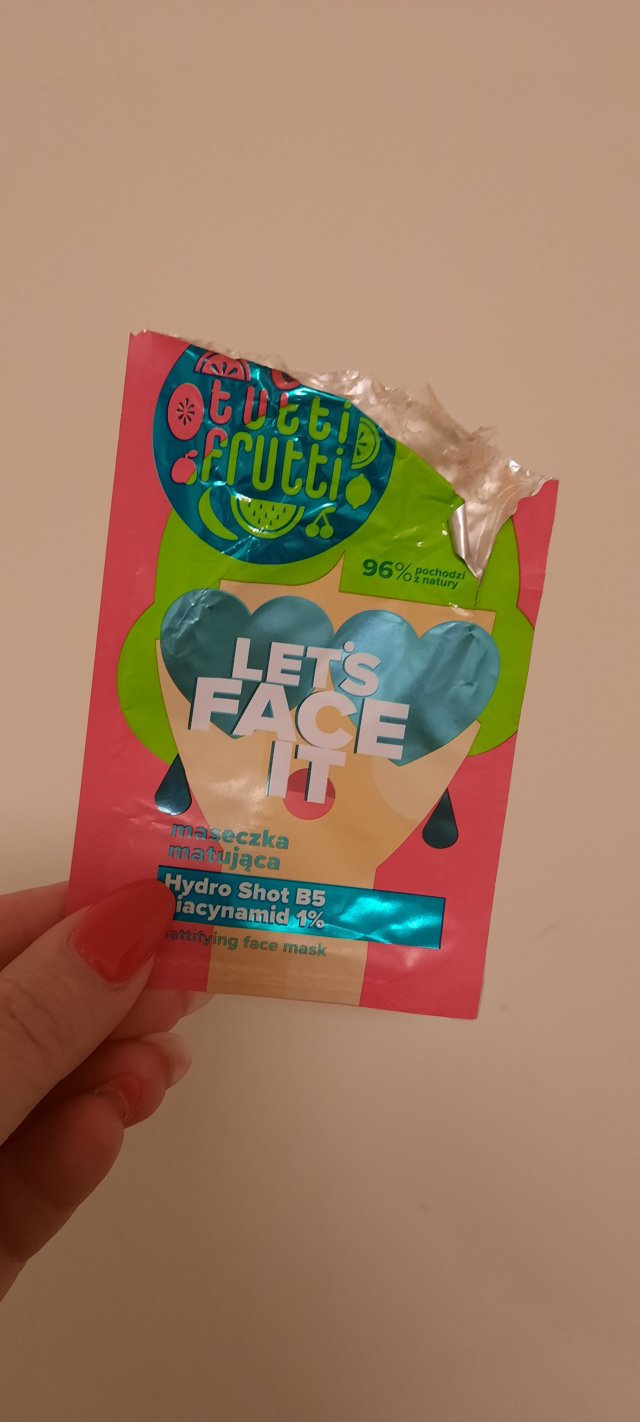 tutti
frutti
96% pochodzi
z natury
LET'S
FACE
IT
maseczka
matująca
Hydro Shot B5
iacynamid 1%
attifying face mask